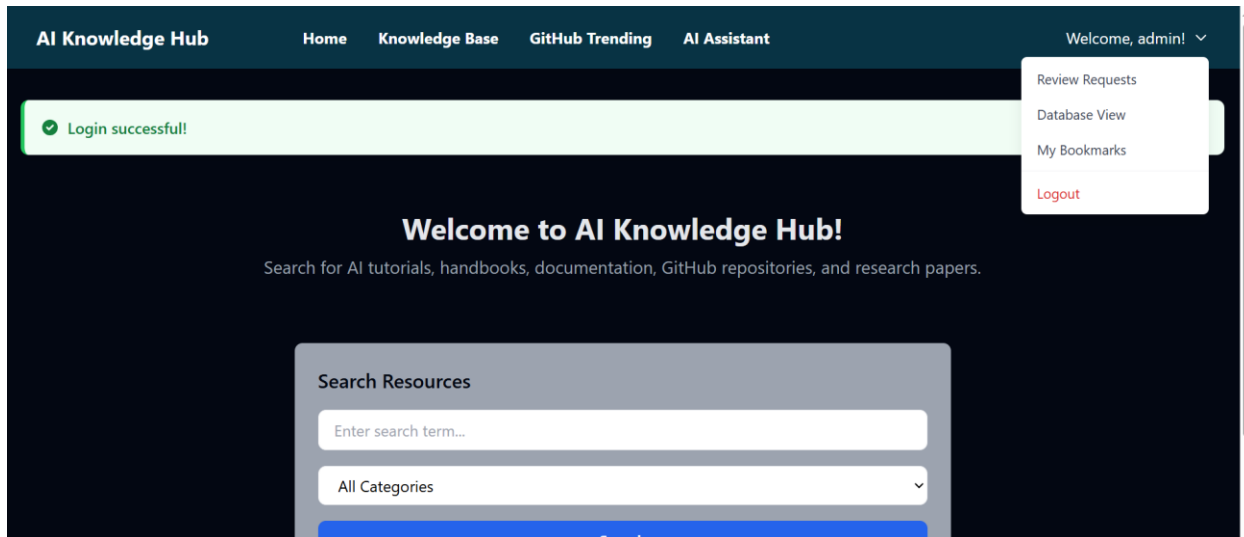 AI Knowledge Hub Home Knowledge Base GitHub Trending AI Assistant Welcome, admin!
Review Requests
Database View
My Bookmarks
Logout
Login successful!
Welcome to AI Knowledge Hub!
Search for AI tutorials, handbooks, documentation, GitHub repositories, and research papers.
Search Resources
Enter search term...
All Categories